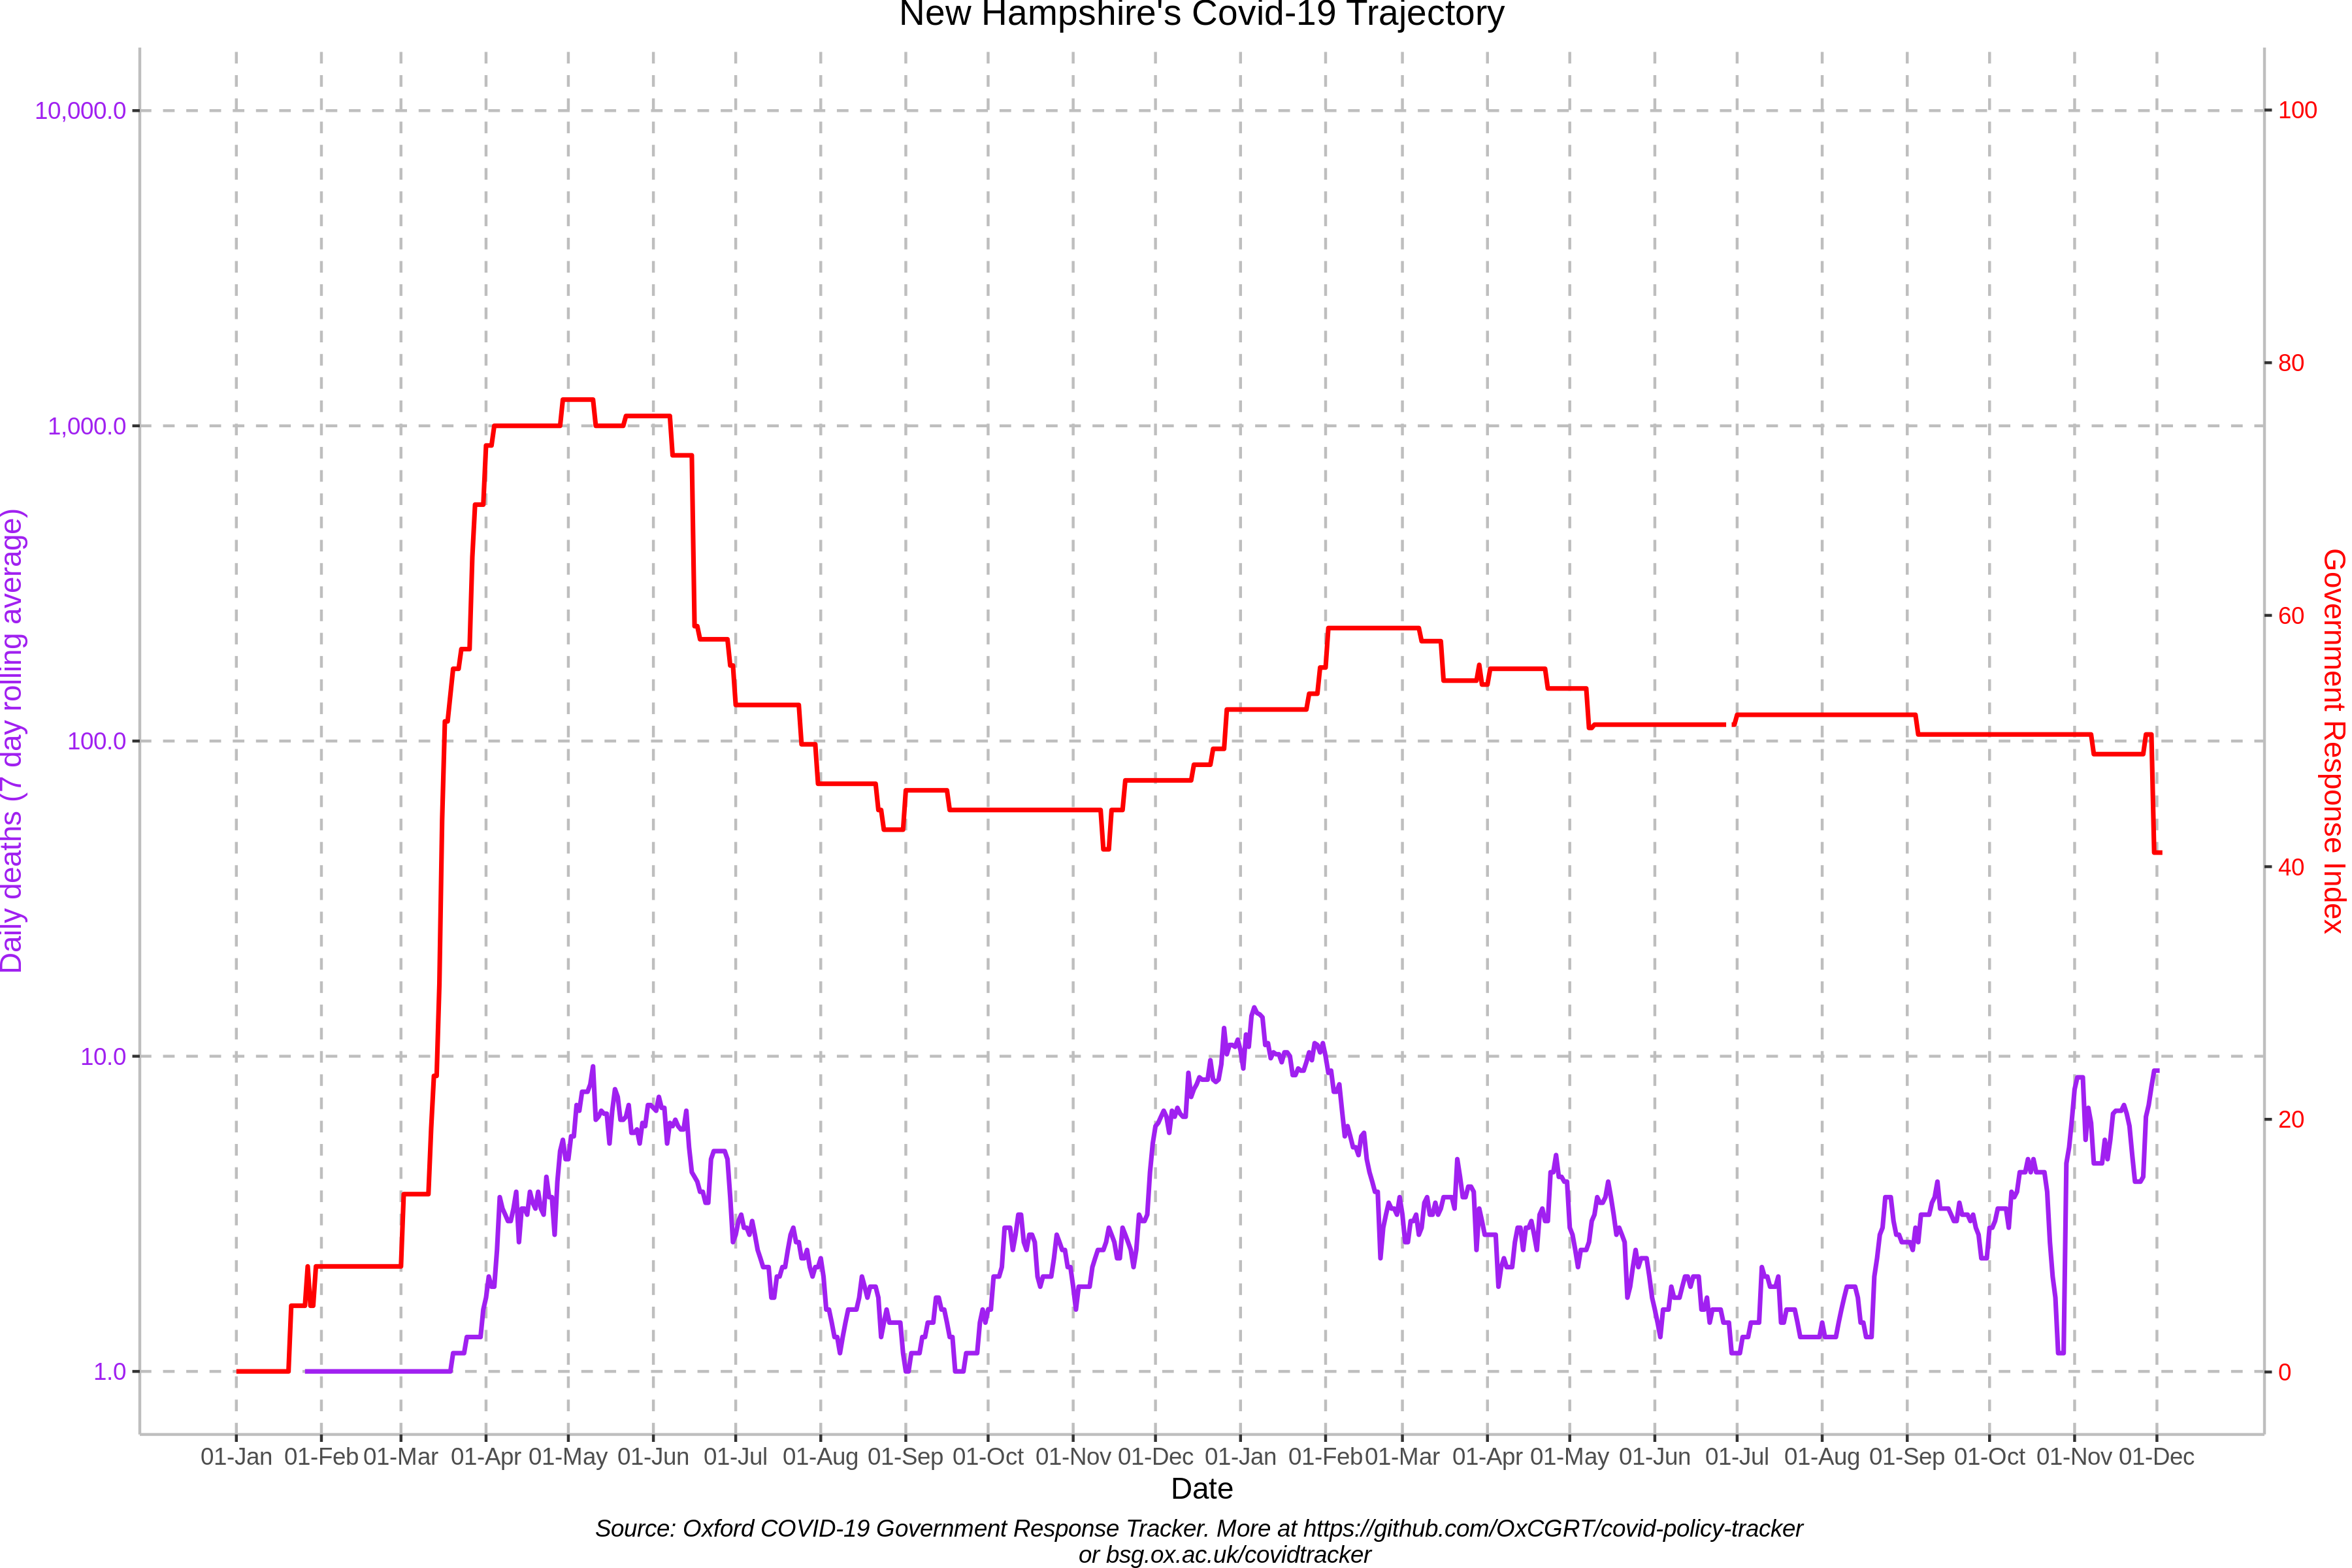 New Hampshire's Covid-19 Trajectory
10,000.0
1,000.0
100.0
10.0
1.0
Daily deaths (7 day rolling average)
100
80
60
40
20
0
Government Response Index
01-Jan 01-Feb 01-Mar 01-Apr 01-May 01-Jun 01-Jul 01-Aug 01-Sep 01-Oct 01-Nov 01-Dec 01-Jan 01-Feb 01-Mar 01-Apr 01-May 01-Jun 01-Jul 01-Aug 01-Sep 01-Oct 01-Nov 01-Dec
Date
Source: Oxford COVID-19 Government Response Tracker. More at https://github.com/OxCGRT/covid-policy-tracker
or bsg.ox.ac.uk/covidtracker